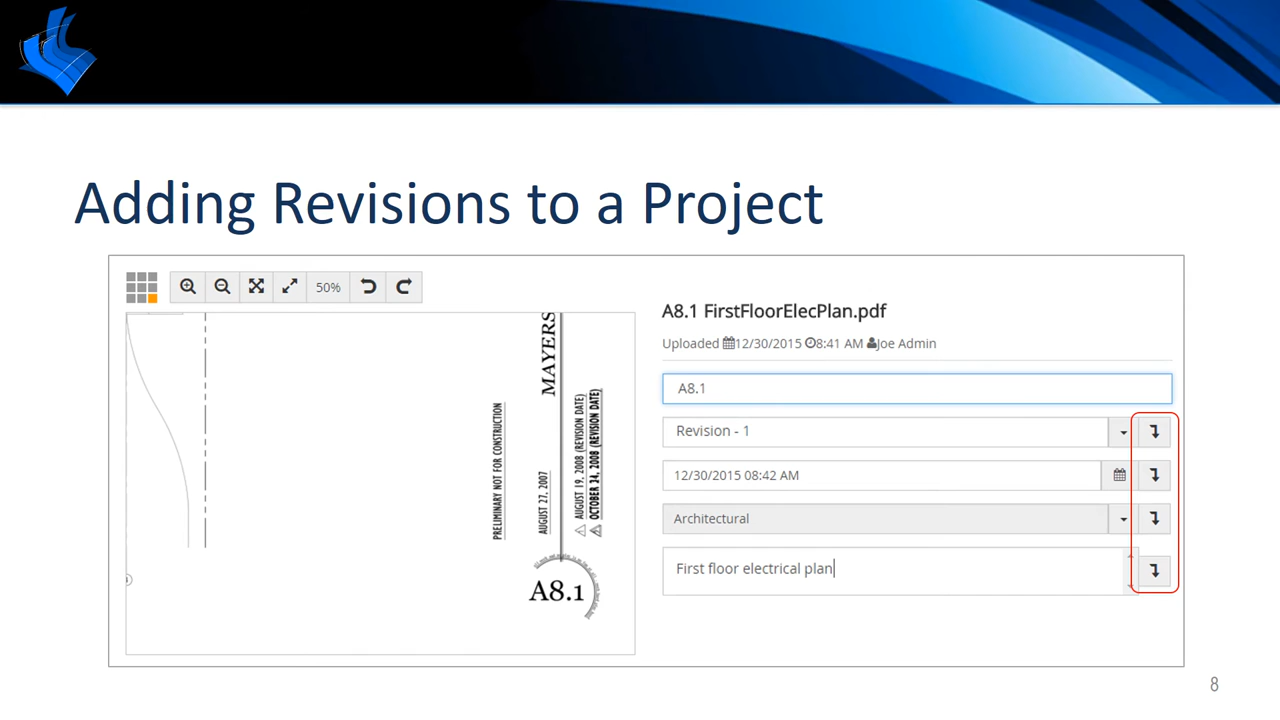 Adding Revisions to a Project
50%
MAYERS
PRELIMINARY NOT FOR CONSTRUCTION
AUGUST 27, 2007
AUGUST 19, 2008 (REVISION DATE)
OCTOBER 24, 2008 (REVISION DATE)
A8.1
A8.1 FirstFloorElecPlan.pdf
Uploaded 12/30/2015 8:41 AM Joe Admin
A8.1
Revision - 1
12/30/2015 08:42 AM
Architectural
First floor electrical plan
8